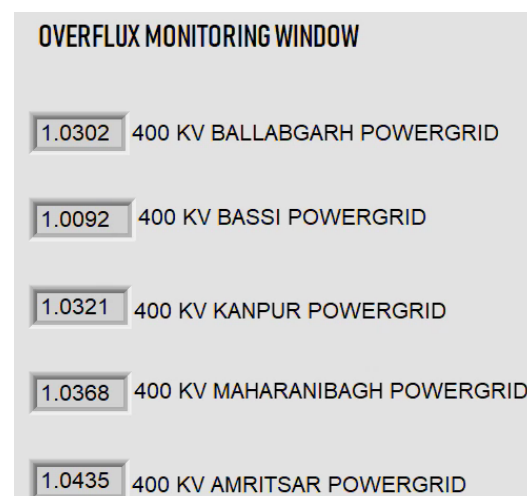 OVERFLUX MONITORING WINDOW
1.0302 400 KV BALLABGARH POWERGRID
1.0092 400 KV BASSI POWERGRID
1.0321 400 KV KANPUR POWERGRID
1.0368 400 KV MAHARANIBAGH POWERGRID
1.0435 400 KV AMRITSAR POWERGRID